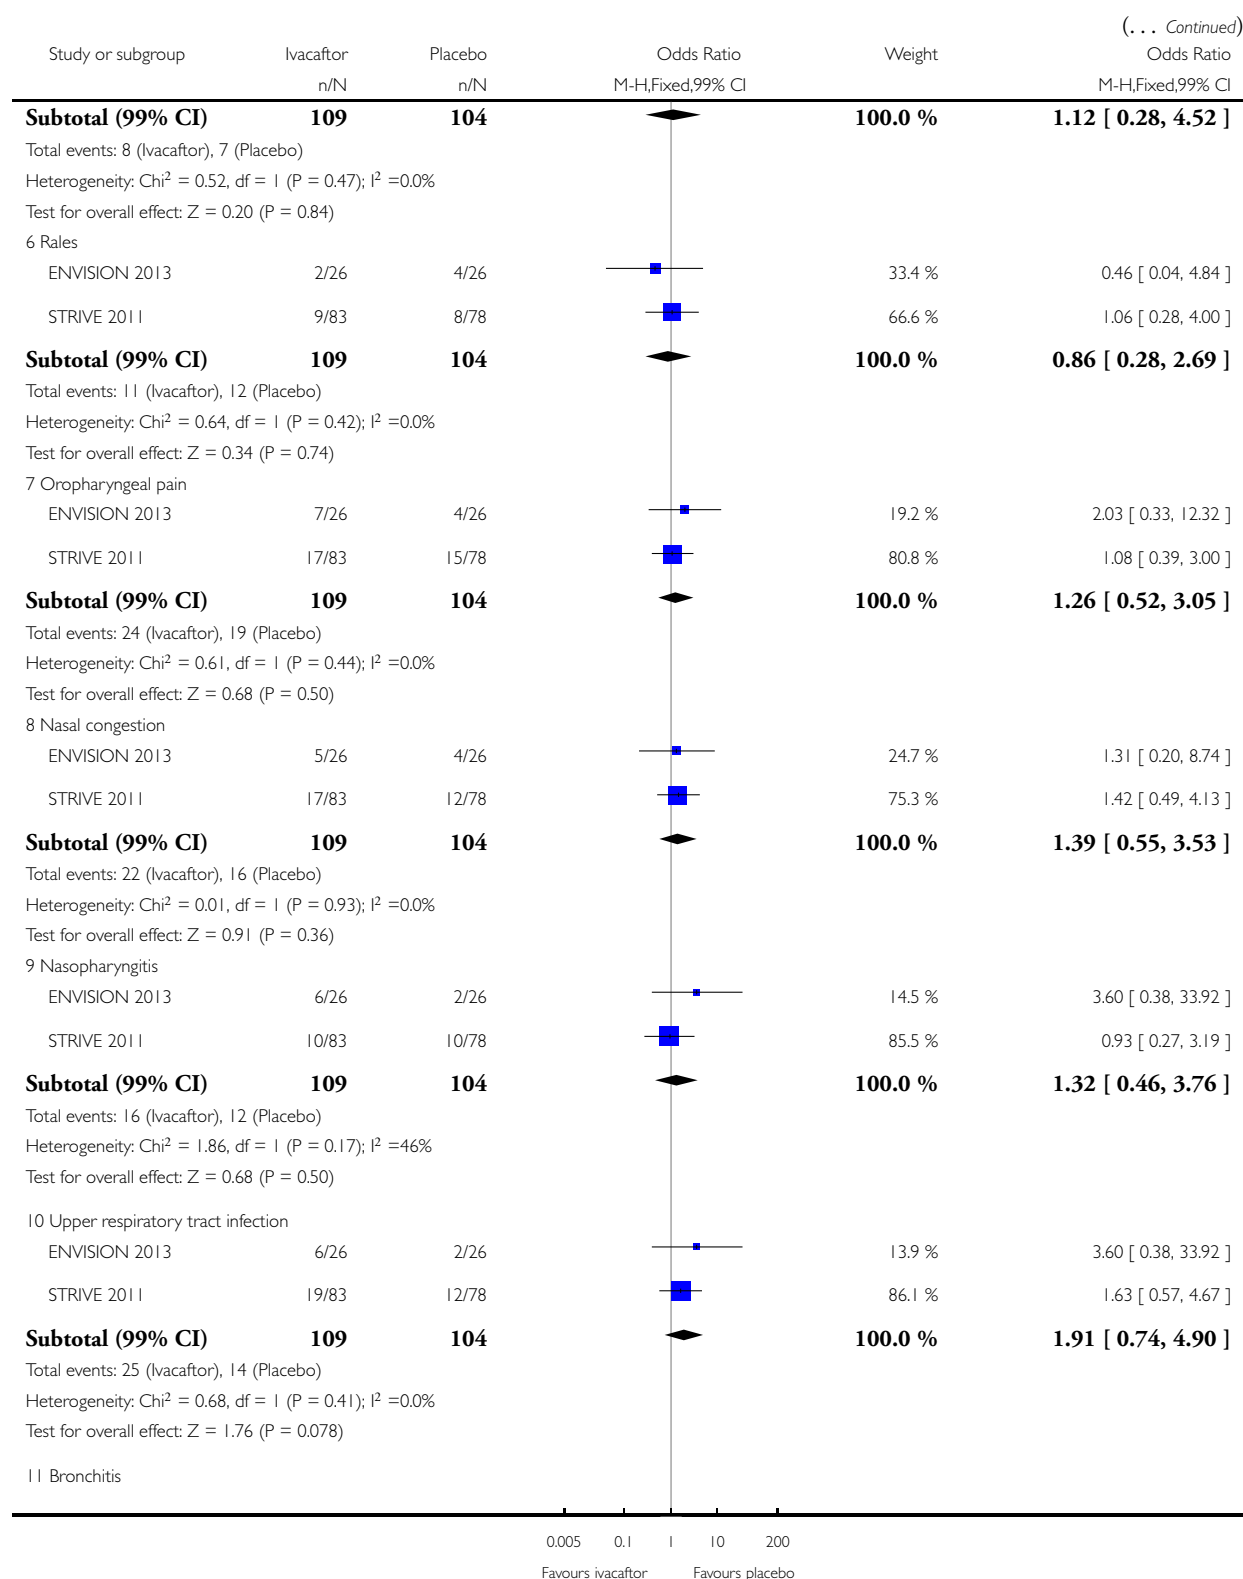 (... Continued)
Study or subgroup Ivacaftor Placebo Odds Ratio Weight Odds Ratio
n/N n/N M-H,Fixed,99% CI M-H,Fixed,99% CI
Subtotal (99% CI) 109 104 100.0 % 1.12 [ 0.28, 4.52 ]
Total events: 8 (Ivacaftor), 7 (Placebo)
Heterogeneity: Chi² = 0.52, df = 1 (P = 0.47); I² =0.0%
Test for overall effect: Z = 0.20 (P = 0.84)
6 Rales
ENVISION 2013 2/26 4/26 33.4 % 0.46 [ 0.04, 4.84 ]
STRIVE 2011 9/83 8/78 66.6 % 1.06 [ 0.28, 4.00 ]
Subtotal (99% CI) 109 104 100.0 % 0.86 [ 0.28, 2.69 ]
Total events: 11 (Ivacaftor), 12 (Placebo)
Heterogeneity: Chi² = 0.64, df = 1 (P = 0.42); I² =0.0%
Test for overall effect: Z = 0.34 (P = 0.74)
7 Oropharyngeal pain
ENVISION 2013 7/26 4/26 19.2 % 2.03 [ 0.33, 12.32 ]
STRIVE 2011 17/83 15/78 80.8 % 1.08 [ 0.39, 3.00 ]
Subtotal (99% CI) 109 104 100.0 % 1.26 [ 0.52, 3.05 ]
Total events: 24 (Ivacaftor), 19 (Placebo)
Heterogeneity: Chi² = 0.61, df = 1 (P = 0.44); I² =0.0%
Test for overall effect: Z = 0.68 (P = 0.50)
8 Nasal congestion
ENVISION 2013 5/26 4/26 24.7 % 1.31 [ 0.20, 8.74 ]
STRIVE 2011 17/83 12/78 75.3 % 1.42 [ 0.49, 4.13 ]
Subtotal (99% CI) 109 104 100.0 % 1.39 [ 0.55, 3.53 ]
Total events: 22 (Ivacaftor), 16 (Placebo)
Heterogeneity: Chi² = 0.01, df = 1 (P = 0.93); I² =0.0%
Test for overall effect: Z = 0.91 (P = 0.36)
9 Nasopharyngitis
ENVISION 2013 6/26 2/26 14.5 % 3.60 [ 0.38, 33.92 ]
STRIVE 2011 10/83 10/78 85.5 % 0.93 [ 0.27, 3.19 ]
Subtotal (99% CI) 109 104 100.0 % 1.32 [ 0.46, 3.76 ]
Total events: 16 (Ivacaftor), 12 (Placebo)
Heterogeneity: Chi² = 1.86, df = 1 (P = 0.17); I² =46%
Test for overall effect: Z = 0.68 (P = 0.50)
10 Upper respiratory tract infection
ENVISION 2013 6/26 2/26 13.9 % 3.60 [ 0.38, 33.92 ]
STRIVE 2011 19/83 12/78 86.1 % 1.63 [ 0.57, 4.67 ]
Subtotal (99% CI) 109 104 100.0 % 1.91 [ 0.74, 4.90 ]
Total events: 25 (Ivacaftor), 14 (Placebo)
Heterogeneity: Chi² = 0.68, df = 1 (P = 0.41); I² =0.0%
Test for overall effect: Z = 1.76 (P = 0.078)
11 Bronchitis
0.005 0.1 1 10 200
Favours ivacaftor Favours placebo